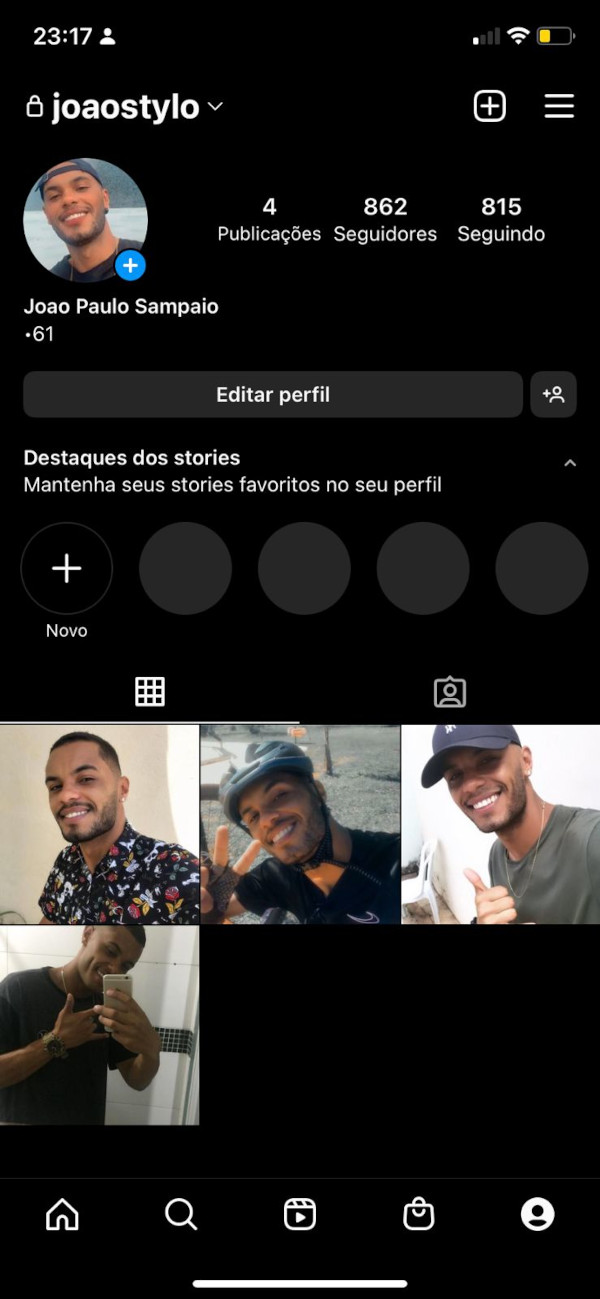 23:17
joaostylo
4 862 815
Publicações Seguidores Seguindo
Joao Paulo Sampaio
•61
Editar perfil
Destaques dos stories
Mantenha seus stories favoritos no seu perfil
Novo